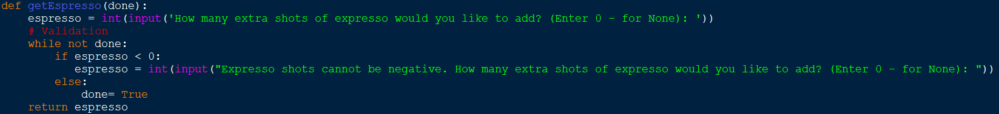 def getEspresso(done):
    espresso = int(input('How many extra shots of expresso would you like to add? (Enter 0 - for None): '))
    # Validation
    while not done:
        if espresso < 0:
           espresso = int(input("Expresso shots cannot be negative. How many extra shots of expresso would you like to add? (Enter 0 - for None): "))
        else:
            done= True
    return espresso